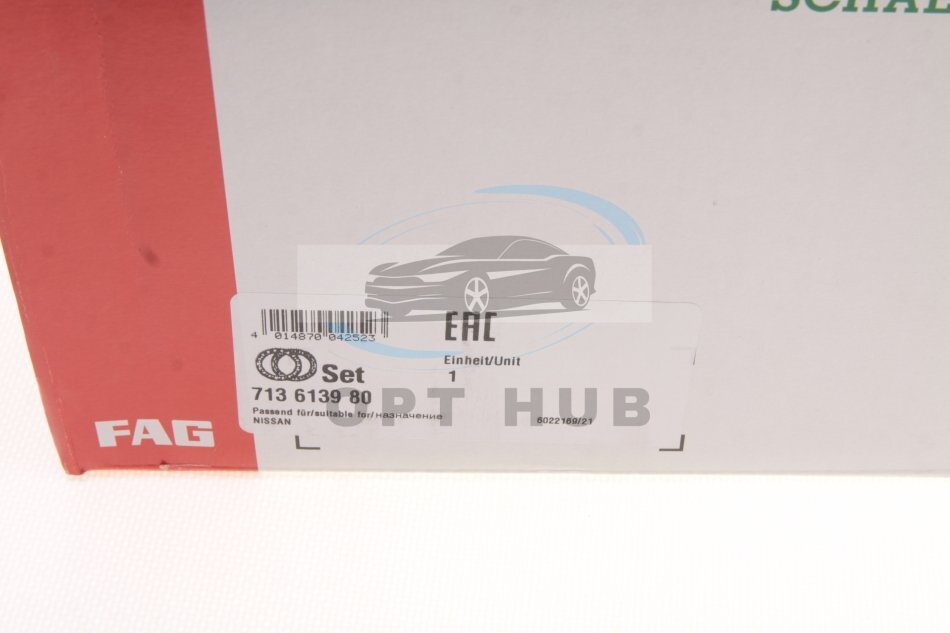 SCHAE
4 014870 042523
EAC
Einheit/Unit
1
Set
713 6139 80
Passend für/suitable for/назначение
NISSAN
6022169/21
OPT HUB
FAG